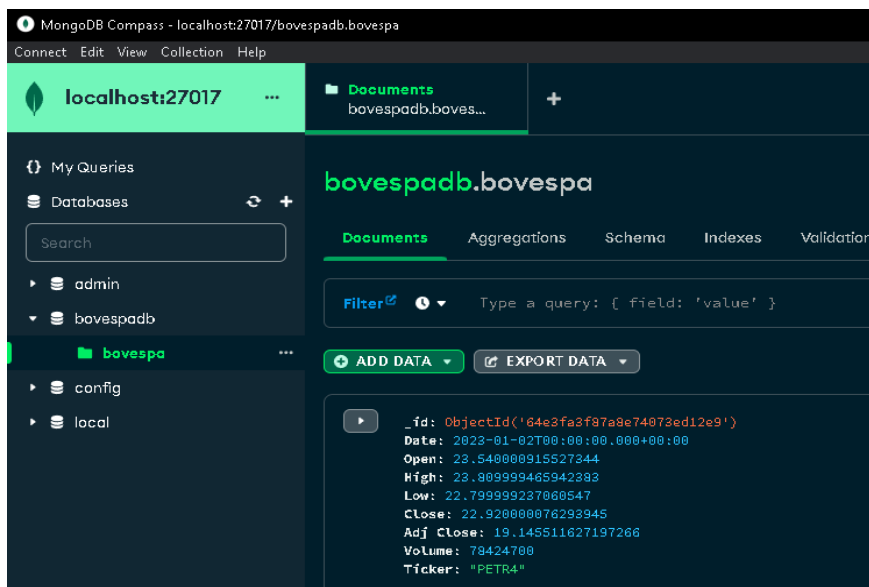 MongoDB Compass - localhost:27017/bovespadb.bovespa
Connect Edit View Collection Help
localhost:27017 ...
Documents
bovespadb.boves...
{} My Queries
Databases
Search
admin
bovespadb
bovespa ...
config
local
bovespadb.bovespa
Documents Aggregations Schema Indexes Validation
Filter Type a query: { field: 'value' }
ADD DATA EXPORT DATA
_id: ObjectId('64e3fa3f87a8e74073ed12e9')
Date: 2023-01-02T00:00:00.000+00:00
Open: 23.540000915527344
High: 23.809999465942383
Low: 22.799999237060547
Close: 22.920000076293945
Adj Close: 19.145511627197266
Volume: 78424700
Ticker: "PETR4"